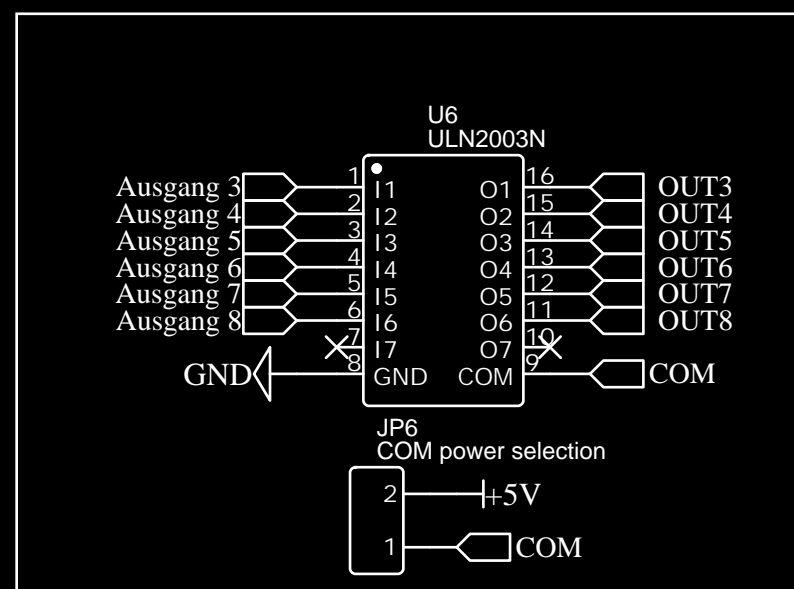 U6
ULN2003N
Ausgang 3 1 I1 O1 16 OUT3
Ausgang 4 2 I2 O2 15 OUT4
Ausgang 5 3 I3 O3 14 OUT5
Ausgang 6 4 I4 O4 13 OUT6
Ausgang 7 5 I5 O5 12 OUT7
Ausgang 8 6 I6 O6 11 OUT8
7 I7 O7 10
GND 8 GND COM 9 COM
JP6
COM power selection
2 +5V
1 COM